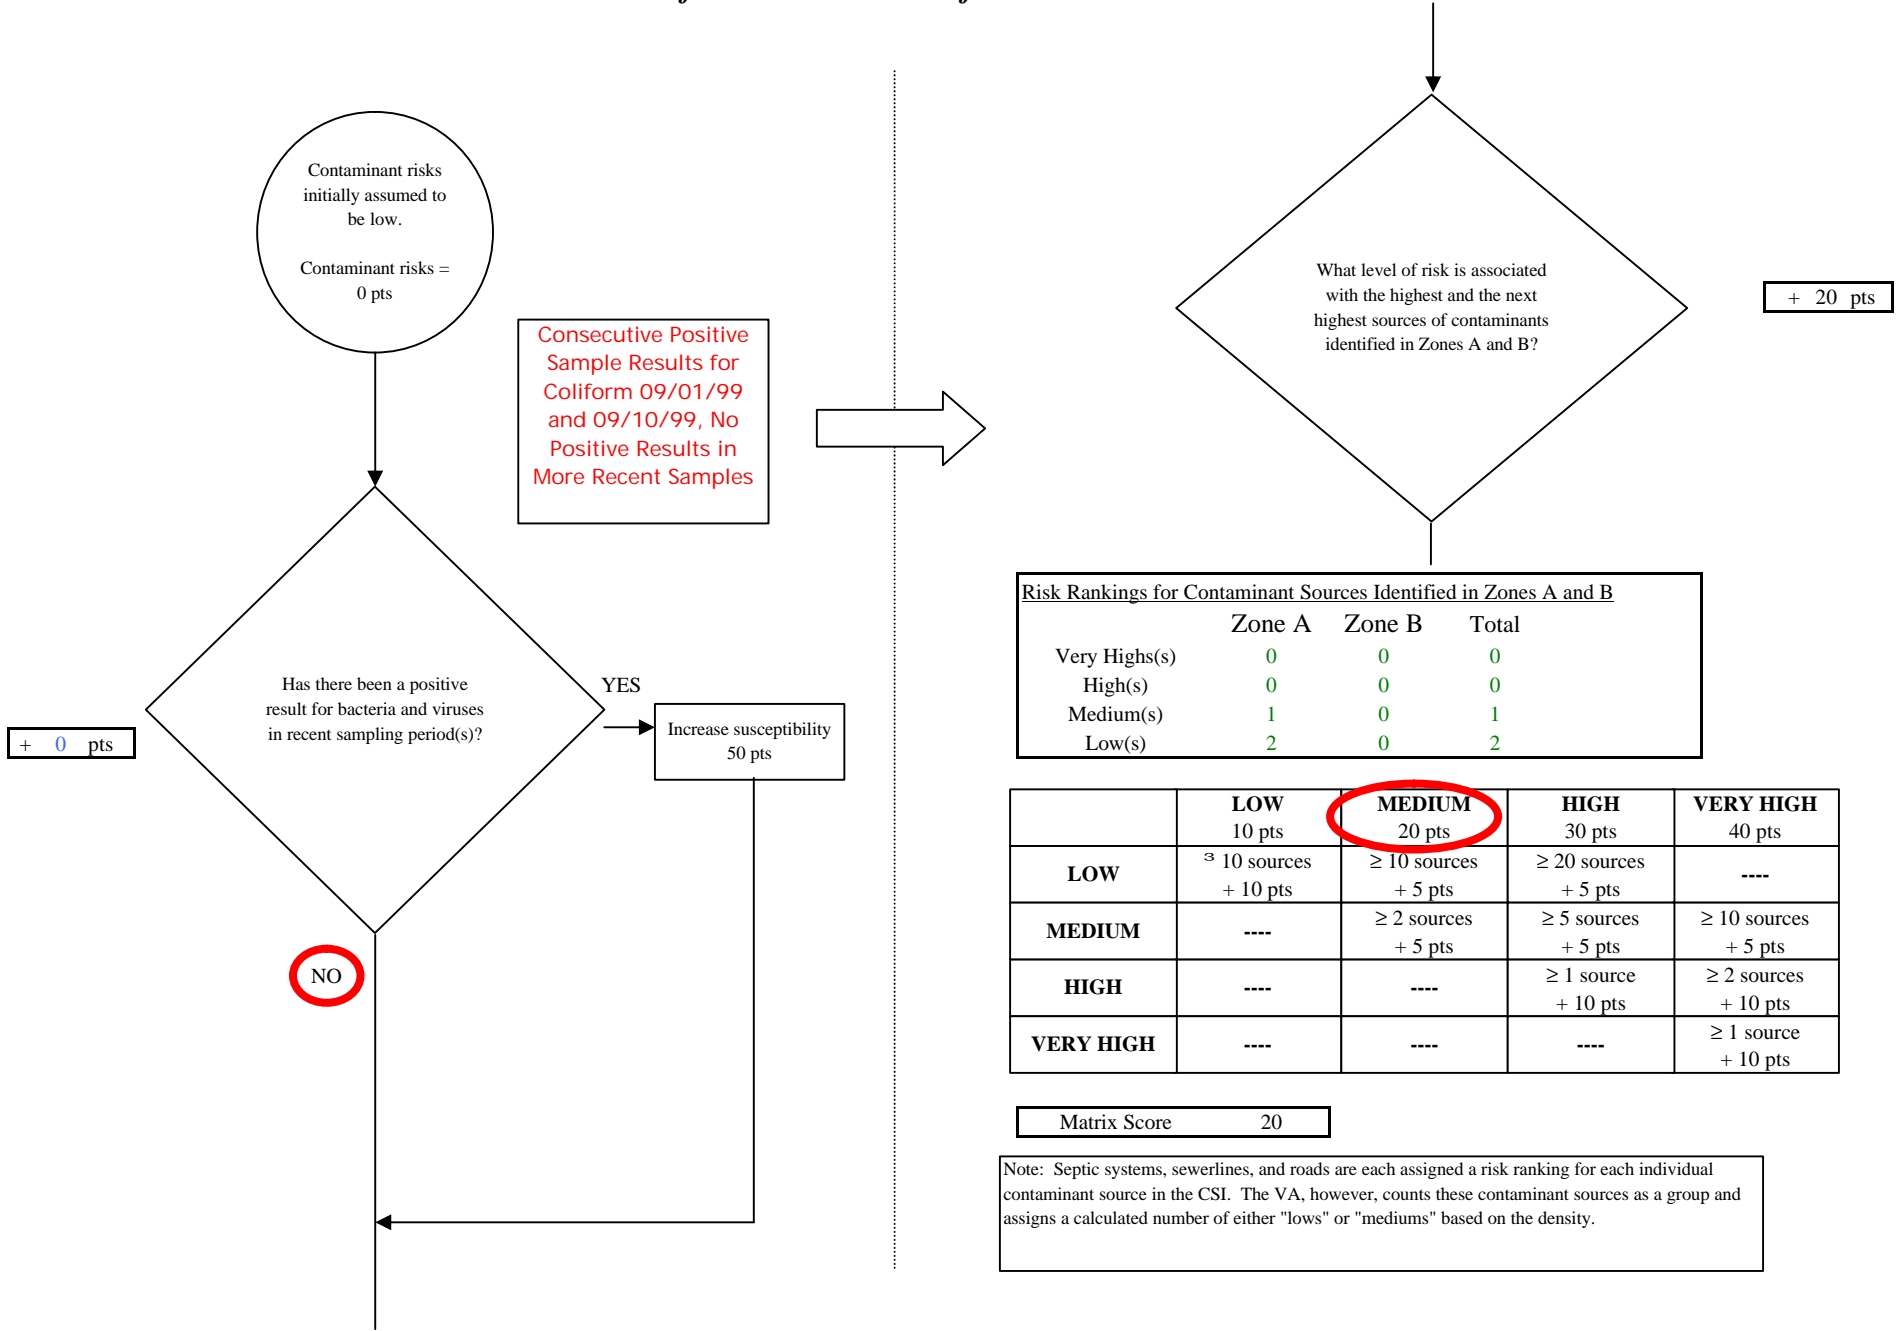 Contaminant risks
initially assumed to
be low.
Contaminant risks =
0 pts
Consecutive Positive
Sample Results for
Coliform 09/01/99
and 09/10/99, No
Positive Results in
More Recent Samples
Has there been a positive
result for bacteria and viruses
in recent sampling period(s)?
YES
Increase susceptibility
50 pts
+ 0 pts
NO
What level of risk is associated
with the highest and the next
highest sources of contaminants
identified in Zones A and B?
+ 20 pts
Risk Rankings for Contaminant Sources Identified in Zones A and B
Zone A Zone B Total
Very Highs(s) 0 0 0
High(s) 0 0 0
Medium(s) 1 0 1
Low(s) 2 0 2
LOW MEDIUM HIGH VERY HIGH
10 pts 20 pts 30 pts 40 pts
LOW ³ 10 sources ≥ 10 sources ≥ 20 sources ----
+ 10 pts + 5 pts + 5 pts
MEDIUM ---- ≥ 2 sources ≥ 5 sources ≥ 10 sources
+ 5 pts + 5 pts + 5 pts
HIGH ---- ---- ≥ 1 source ≥ 2 sources
+ 10 pts + 10 pts
VERY HIGH ---- ---- ---- ≥ 1 source
+ 10 pts
Matrix Score 20
Note: Septic systems, sewerlines, and roads are each assigned a risk ranking for each individual
contaminant source in the CSI. The VA, however, counts these contaminant sources as a group and
assigns a calculated number of either "lows" or "mediums" based on the density.